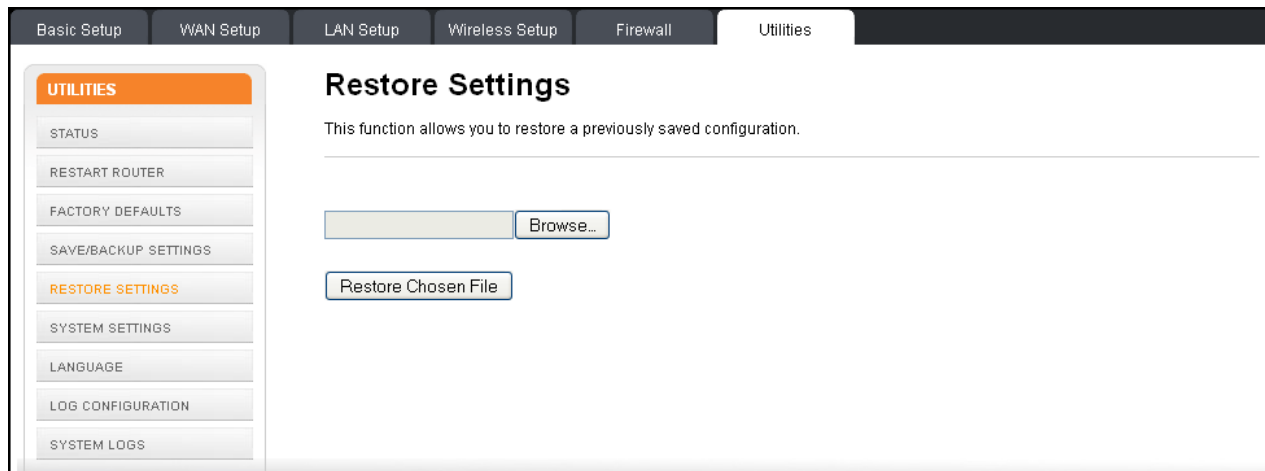 Basic Setup WAN Setup LAN Setup Wireless Setup Firewall Utilities
UTILITIES
STATUS
RESTART ROUTER
FACTORY DEFAULTS
SAVE/BACKUP SETTINGS
RESTORE SETTINGS
SYSTEM SETTINGS
LANGUAGE
LOG CONFIGURATION
SYSTEM LOGS
Restore Settings
This function allows you to restore a previously saved configuration.
Browse...
Restore Chosen File